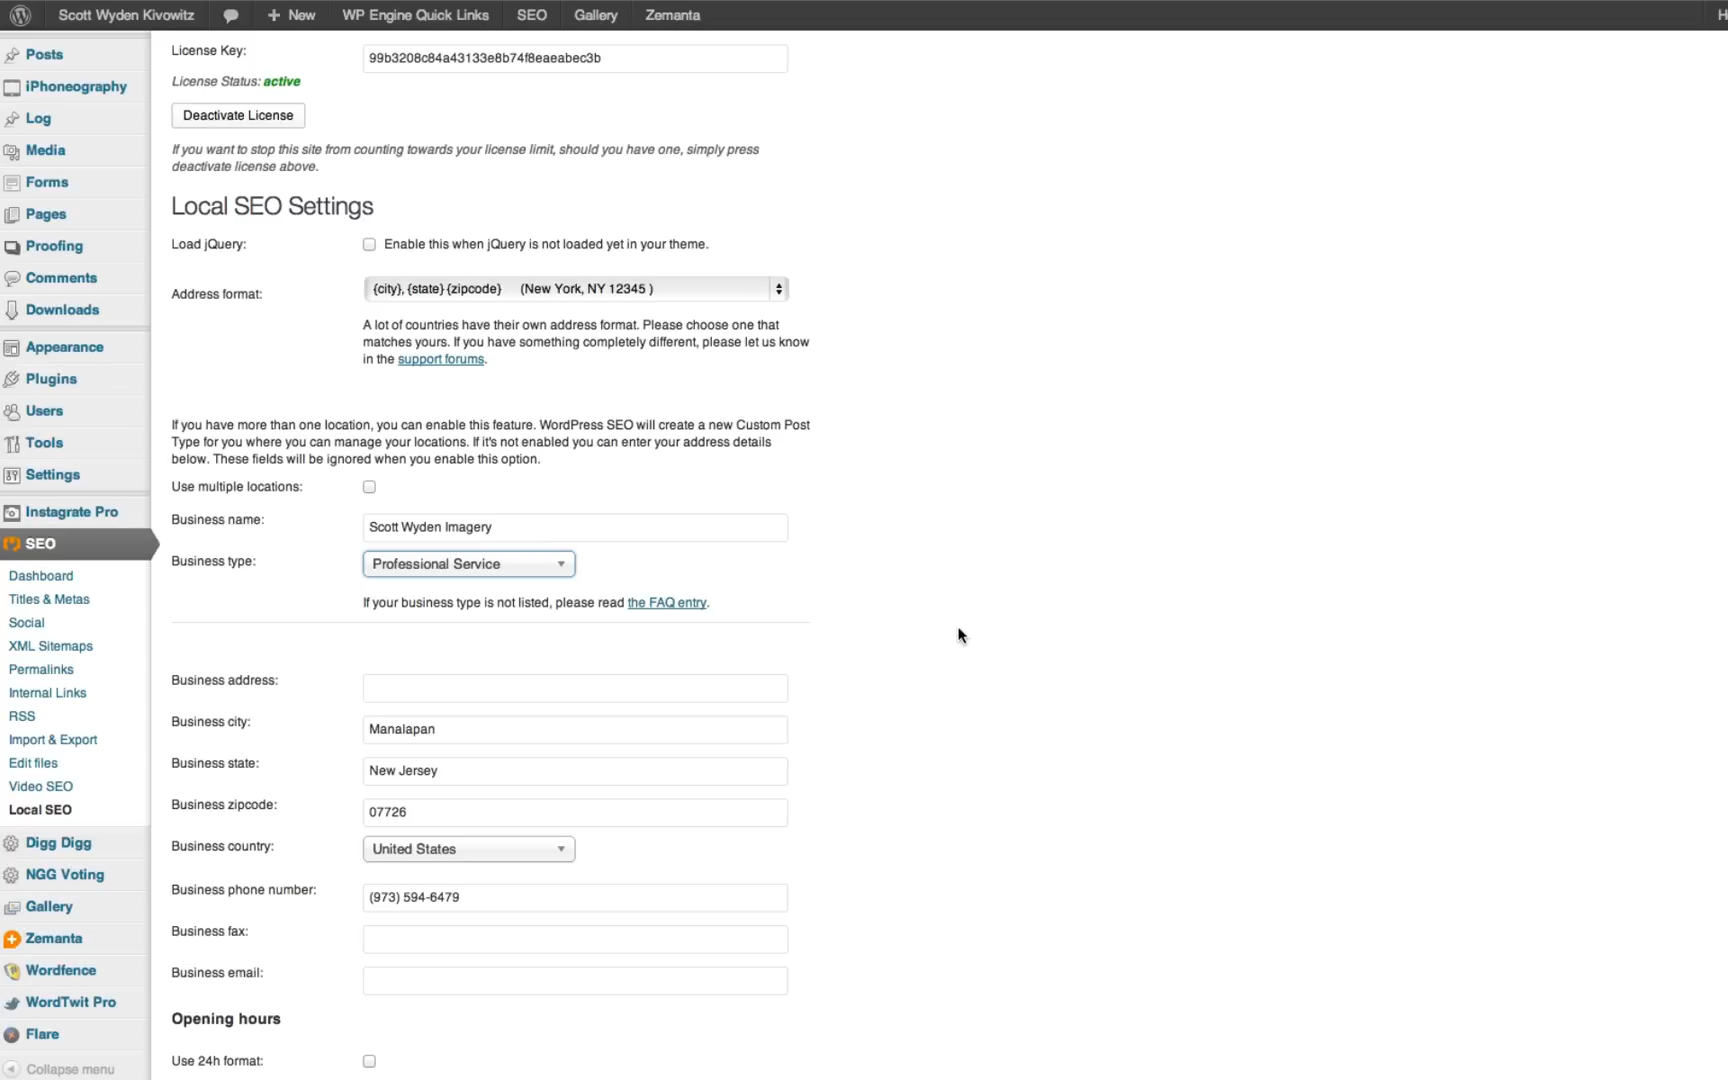 Scott Wyden Kivowitz
New
WP Engine Quick Links
SEO
Gallery
Zemanta
H
Posts
iPhoneography
Log
Media
Forms
Pages
Proofing
Comments
Downloads
Appearance
Plugins
Users
Tools
Settings
Instagrate Pro
SEO
Dashboard
Titles & Metas
Social
XML Sitemaps
Permalinks
Internal Links
RSS
Import & Export
Edit files
Video SEO
Local SEO
Digg Digg
NGG Voting
Gallery
Zemanta
Wordfence
WordTwit Pro
Flare
Collapse menu
License Key: 99b3208c84a43133e8b74f8eaeabec3b
License Status: active
Deactivate License
If you want to stop this site from counting towards your license limit, should you have one, simply press
deactivate license above.
Local SEO Settings
Load jQuery: Enable this when jQuery is not loaded yet in your theme.
Address format: {city}, {state} {zipcode} (New York, NY 12345 )
A lot of countries have their own address format. Please choose one that
matches yours. If you have something completely different, please let us know
in the support forums.
If you have more than one location, you can enable this feature. WordPress SEO will create a new Custom Post
Type for you where you can manage your locations. If it's not enabled you can enter your address details
below. These fields will be ignored when you enable this option.
Use multiple locations:
Business name: Scott Wyden Imagery
Business type: Professional Service
If your business type is not listed, please read the FAQ entry.
Business address:
Business city: Manalapan
Business state: New Jersey
Business zipcode: 07726
Business country: United States
Business phone number: (973) 594-6479
Business fax:
Business email:
Opening hours
Use 24h format: